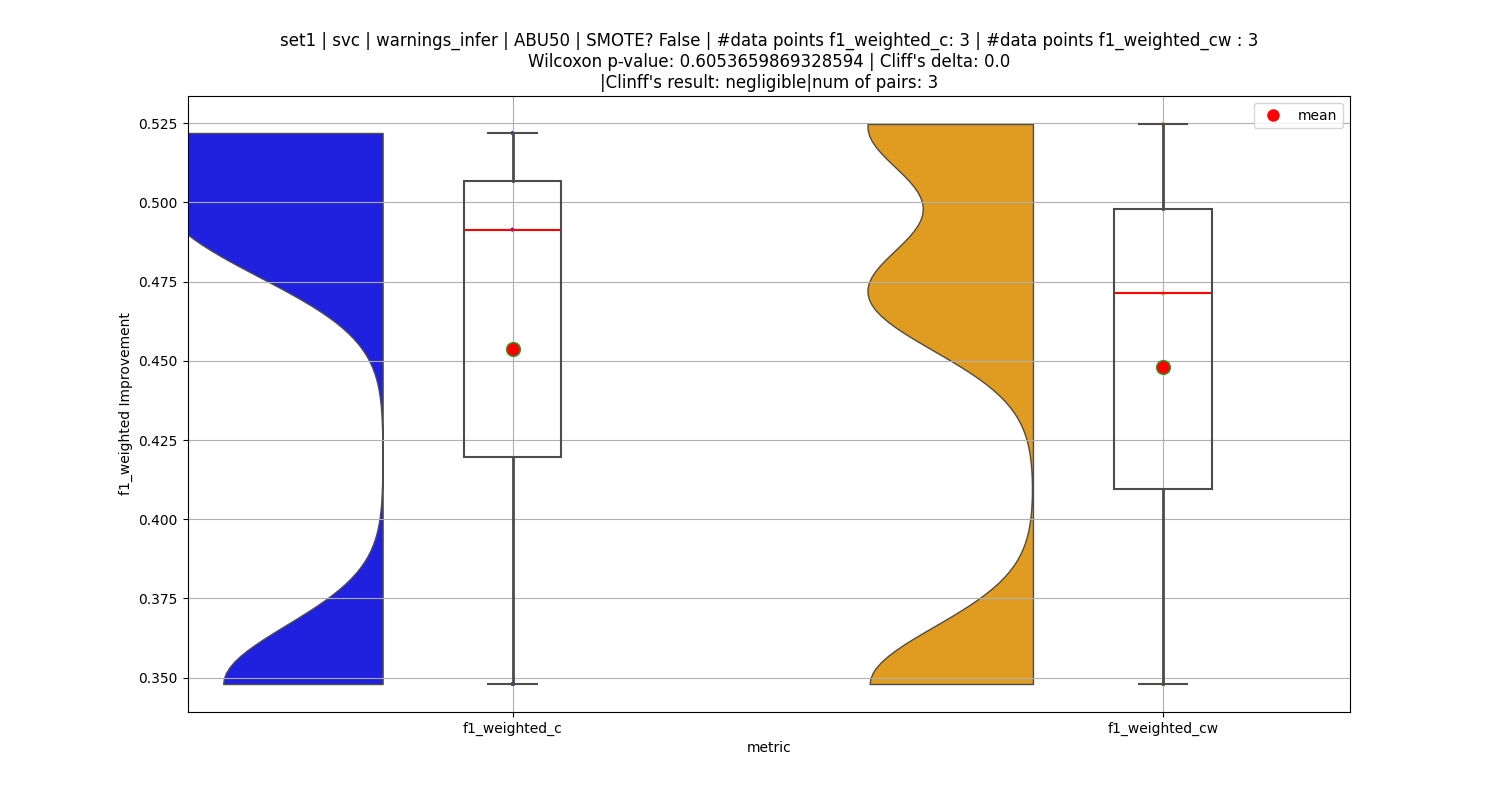 set1 | svc | warnings_infer | ABU50 | SMOTE? False | #data points f1_weighted_c: 3 | #data points f1_weighted_cw : 3
Wilcoxon p-value: 0.6053659869328594 | Cliff's delta: 0.0
|Clinff's result: negligible|num of pairs: 3
mean
0.525
0.500
0.475
0.450
0.425
0.400
0.375
0.350
f1_weighted Improvement
f1_weighted_c
f1_weighted_cw
metric